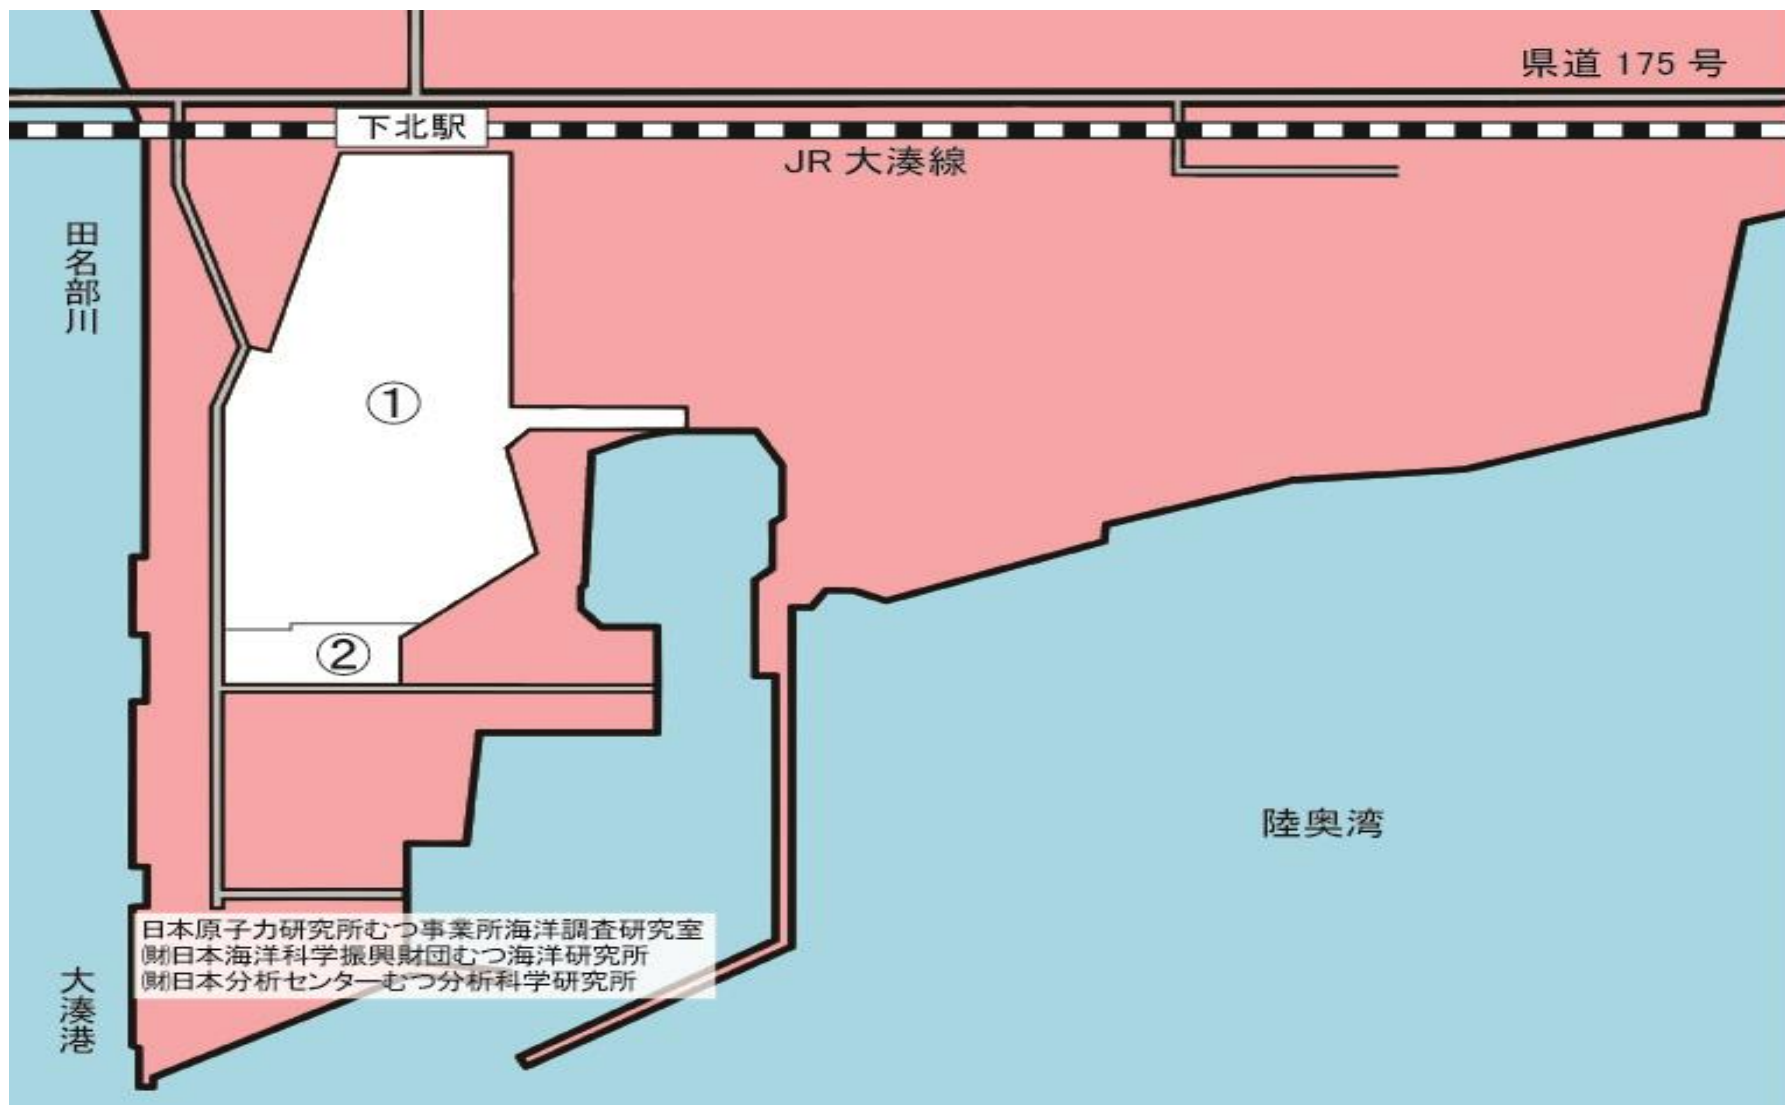 県道 175 号
下北駅
JR 大湊線
田名部川
①
②
陸奥湾
日本原子力研究所むつ事業所海洋調査研究室
㈶日本海洋科学振興財団むつ海洋研究所
㈶日本分析センターむつ分析科学研究所
大湊港